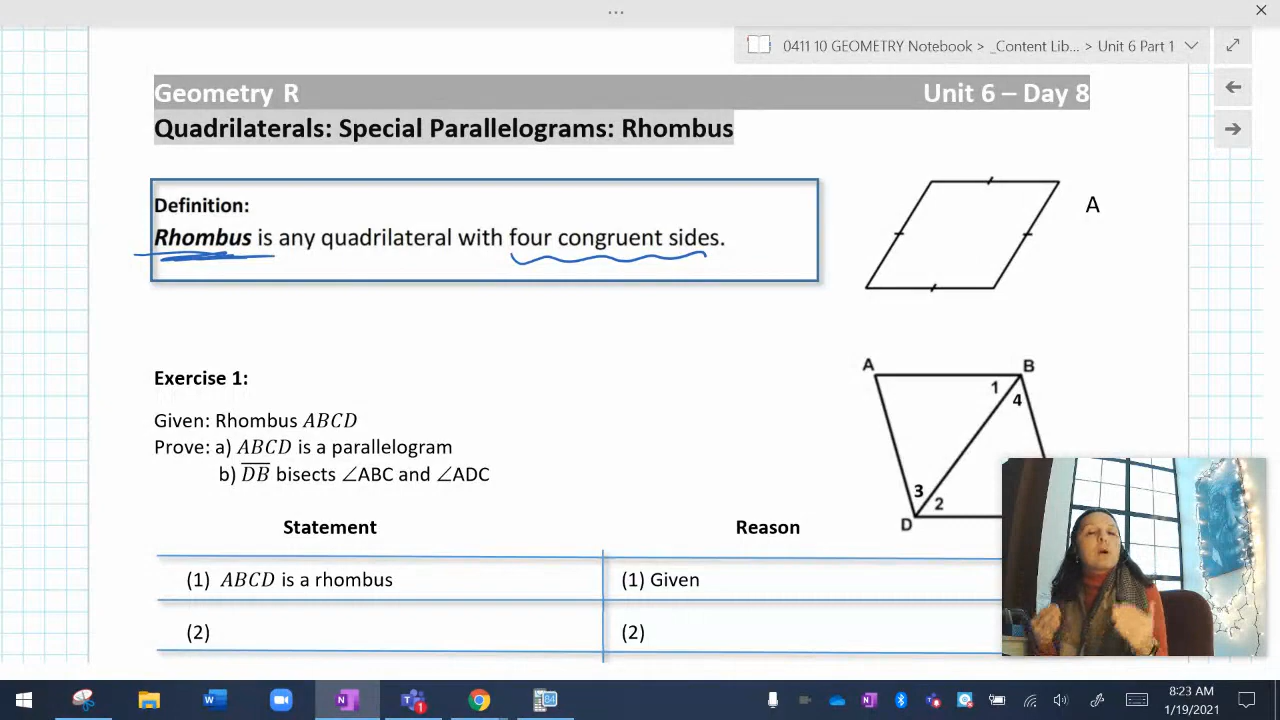 ...
0411 10 GEOMETRY Notebook > _Content Lib... > Unit 6 Part 1
Geometry R Unit 6 – Day 8
Quadrilaterals: Special Parallelograms: Rhombus
Definition:
Rhombus is any quadrilateral with four congruent sides.
A
Exercise 1:
Given: Rhombus ABCD
Prove: a) ABCD is a parallelogram
b) D̅B̅ bisects ∠ABC and ∠ADC
A B
1
4
3
2
D
Statement Reason
(1) ABCD is a rhombus (1) Given
(2) (2)
8:23 AM
1/19/2021